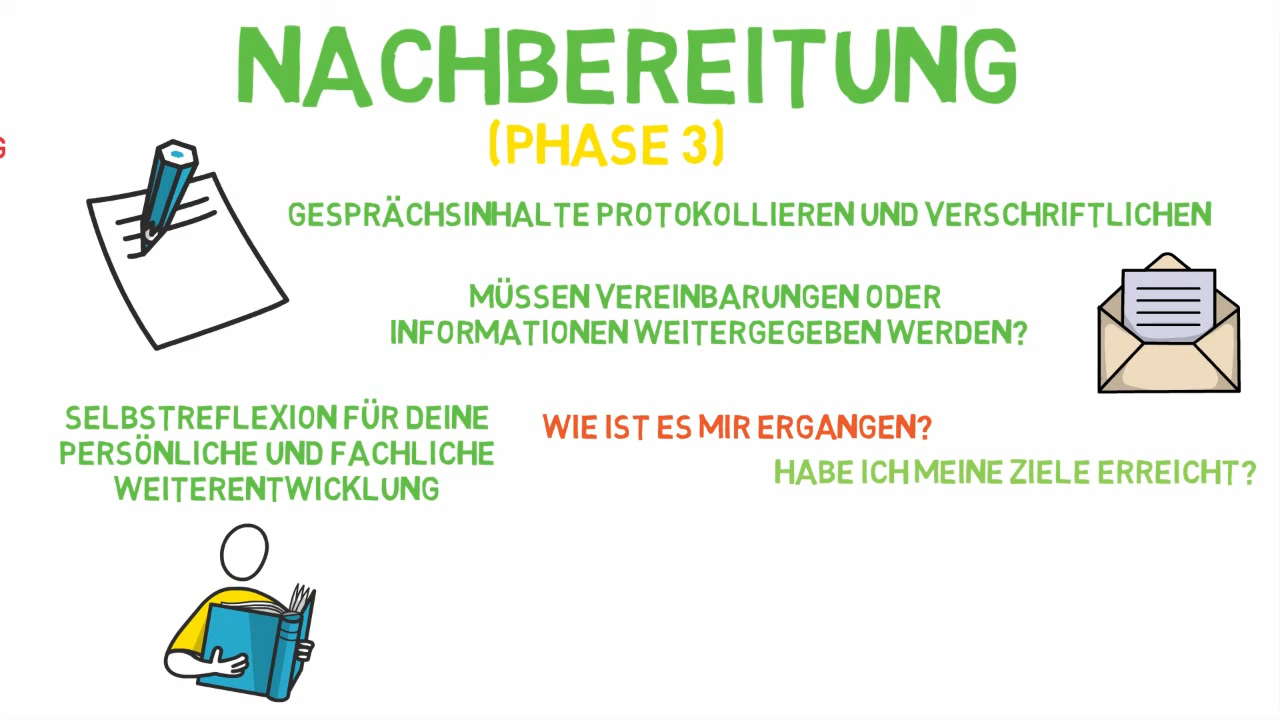 NACHBEREITUNG
(PHASE 3)
G
GESPRÄCHSINHALTE PROTOKOLLIEREN UND VERSCHRIFTLICHEN
MÜSSEN VEREINBARUNGEN ODER
INFORMATIONEN WEITERGEGEBEN WERDEN?
SELBSTREFLEXION FÜR DEINE
PERSÖNLICHE UND FACHLICHE
WEITERENTWICKLUNG
WIE IST ES MIR ERGANGEN?
HABE ICH MEINE ZIELE ERREICHT?